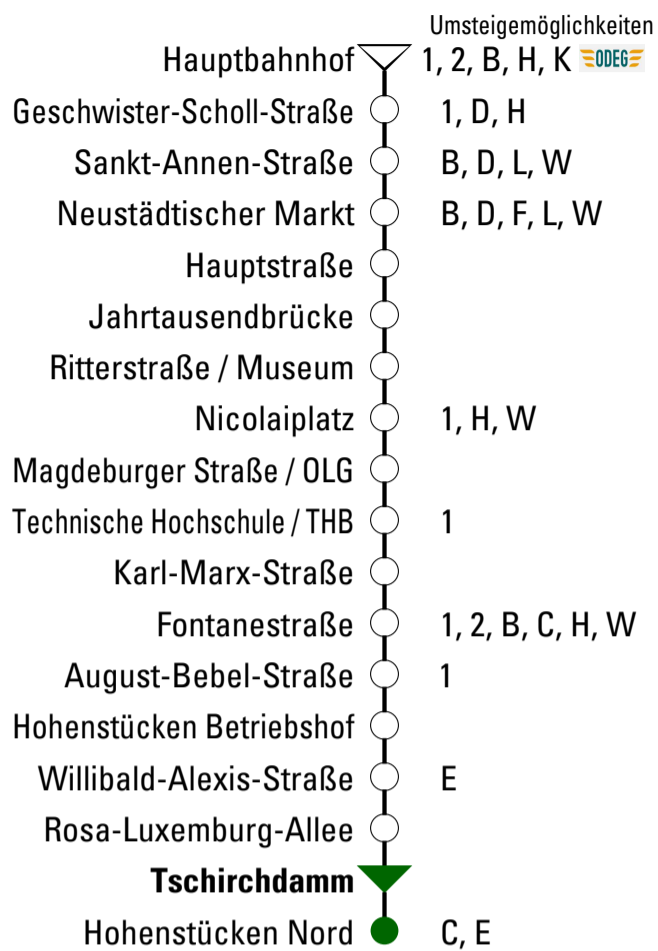 Umsteigemöglichkeiten
Hauptbahnhof 1, 2, B, H, K ODEG
Geschwister-Scholl-Straße 1, D, H
Sankt-Annen-Straße B, D, L, W
Neustädtischer Markt B, D, F, L, W
Hauptstraße
Jahrtausendbrücke
Ritterstraße / Museum
Nicolaiplatz 1, H, W
Magdeburger Straße / OLG
Technische Hochschule / THB 1
Karl-Marx-Straße
Fontanestraße 1, 2, B, C, H, W
August-Bebel-Straße 1
Hohenstücken Betriebshof
Willibald-Alexis-Straße E
Rosa-Luxemburg-Allee
Tschirchdamm
Hohenstücken Nord C, E